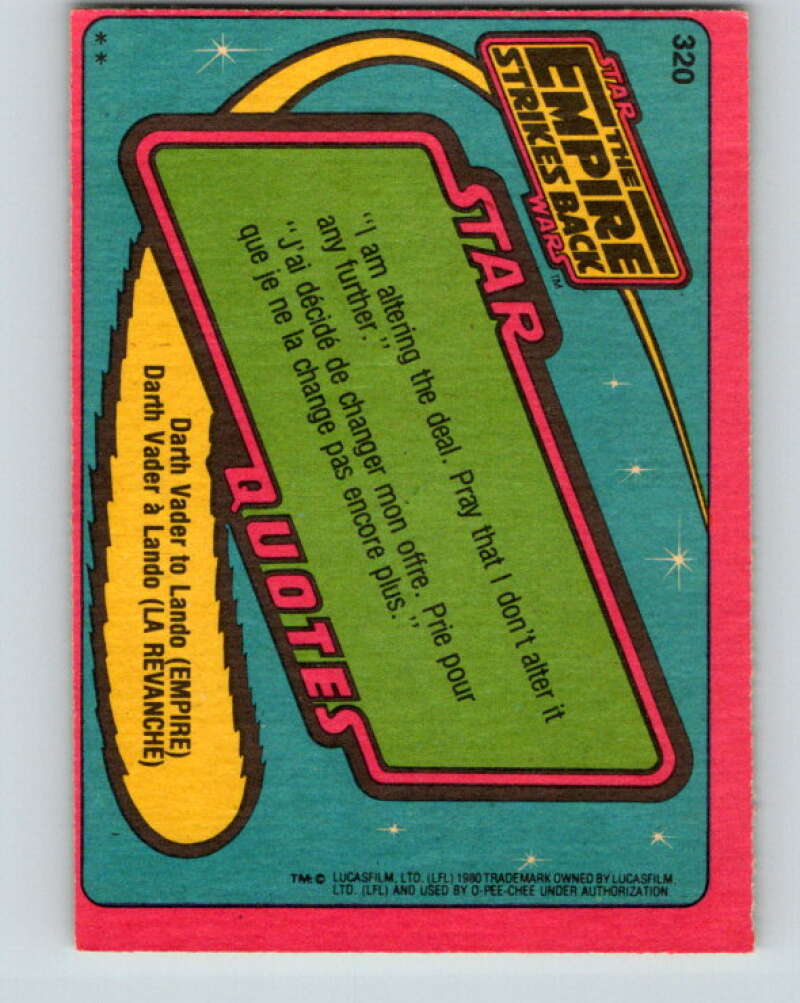 320
STAR
THE
EMPIRE
STRIKES BACK
WARS
TM
STAR
"I am altering the deal. Pray that I don't alter it
any further."
"J'ai décidé de changer mon offre. Prie pour
que je ne la change pas encore plus."
QUOTES
Darth Vader to Lando (EMPIRE)
Darth Vader à Lando (LA REVANCHE)
TM: © LUCASFILM, LTD. (LFL) 1980 TRADEMARK OWNED BY LUCASFILM,
LTD. (LFL) AND USED BY O-PEE-CHEE UNDER AUTHORIZATION.
* *